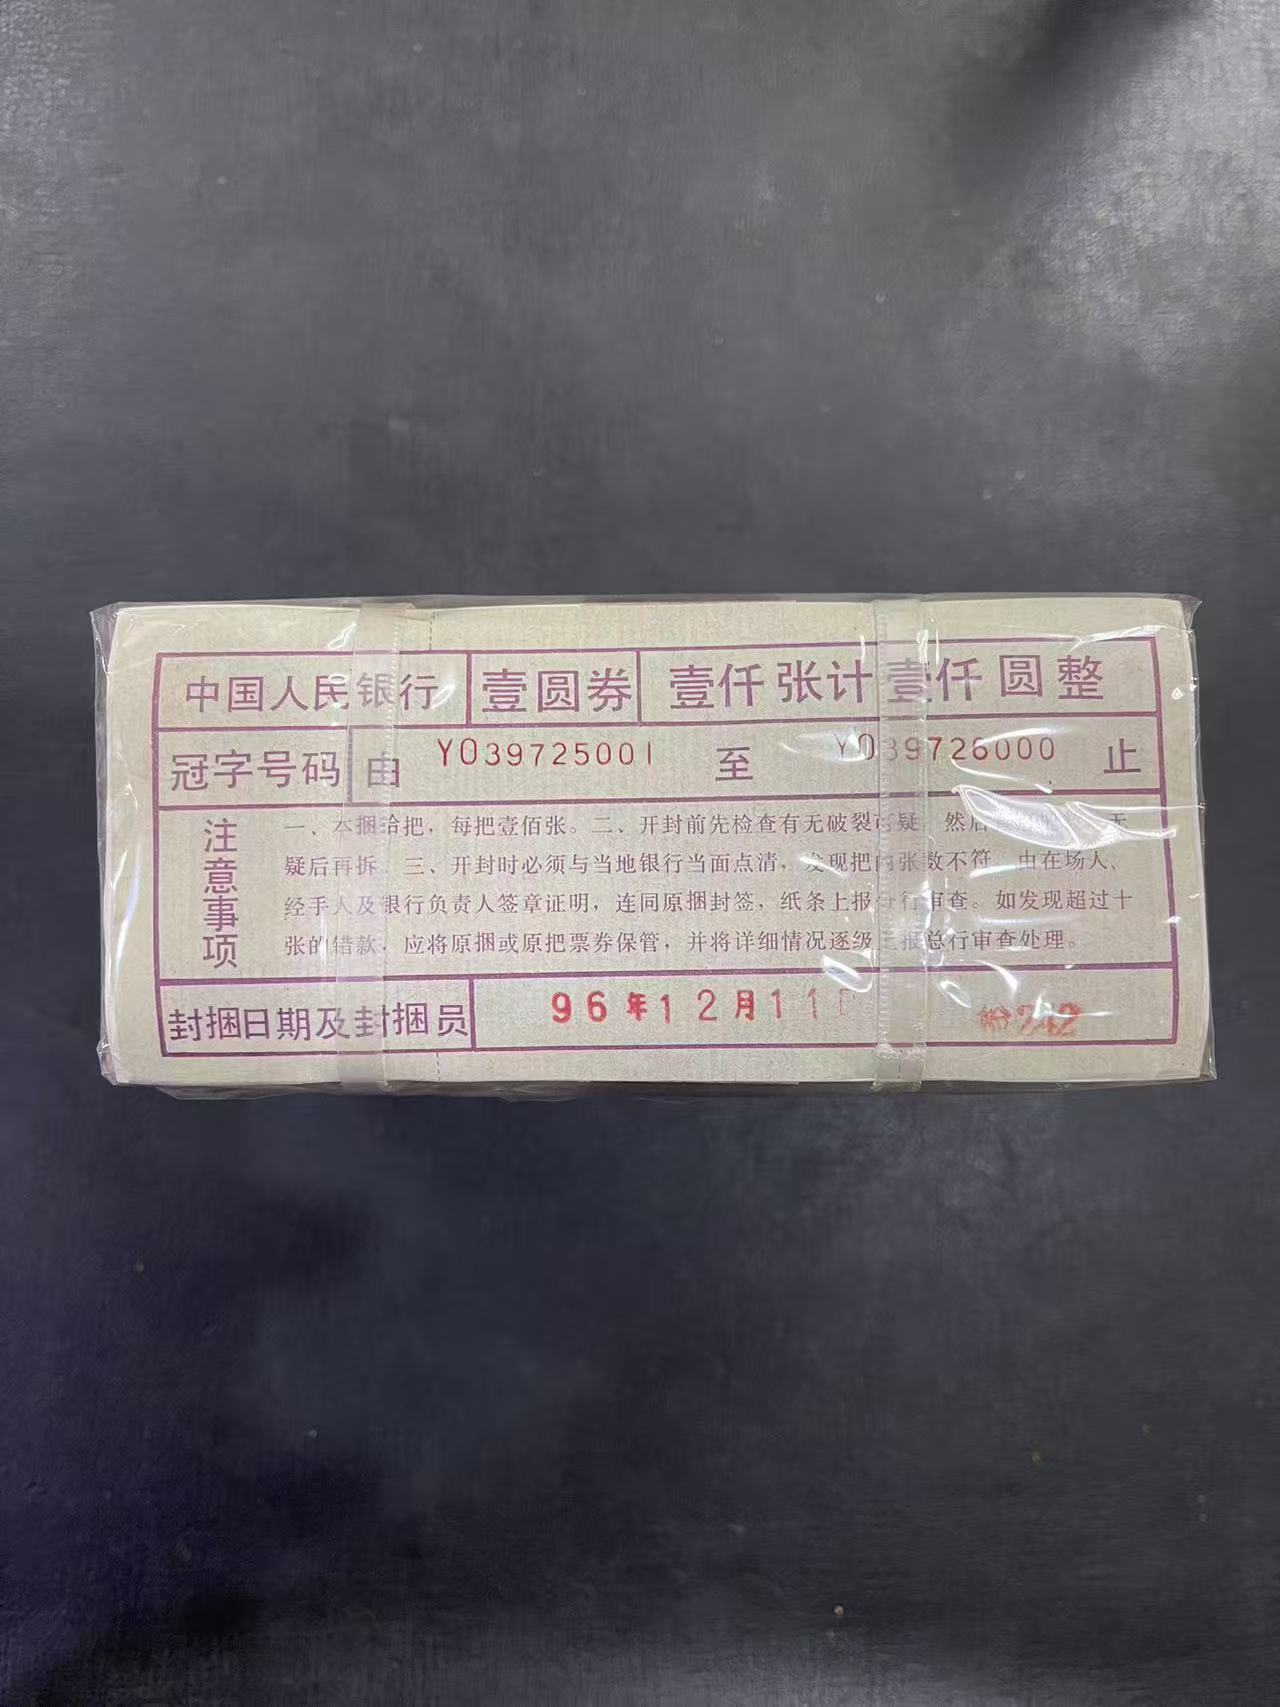 中国人民银行 壹圆券 壹仟张计壹仟圆整
冠字号码 由 YO39725001 至 YO39726000 止
注意事项
一、本捆拾把，每把壹佰张。二、开封前先检查有无破裂可疑，然后 无
疑后再拆。三、开封时必须与当地银行当面点清，发现把内张数不符，由在场人、
经手人及银行负责人签章证明，连同原捆封签，纸条上报分行审查。如发现超过十
张的错款，应将原捆或原把票券保管，并将详细情况逐级上报总行审查处理。
封捆日期及封捆员 96年12月11 242